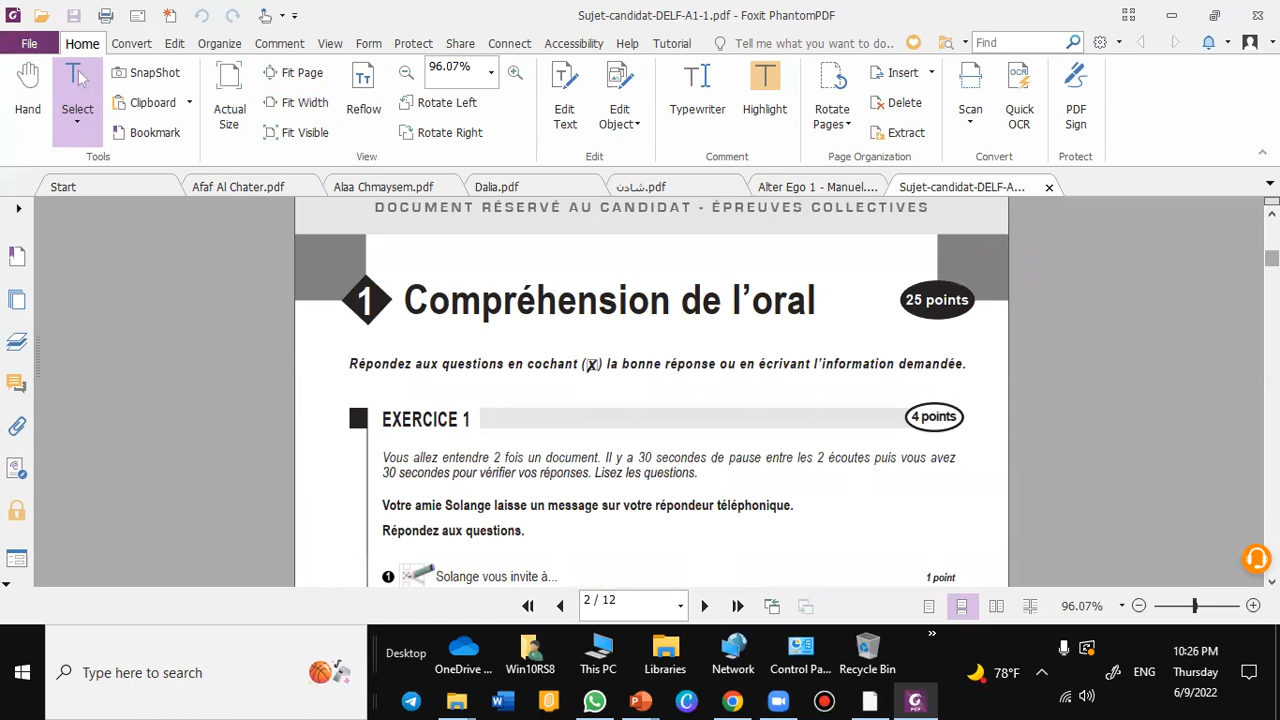 Sujet-candidat-DELF-A1-1.pdf - Foxit PhantomPDF
File Home Convert Edit Organize Comment View Form Protect Share Connect Accessibility Help Tutorial Tell me what you want to do.. Find
Hand
Select
SnapShot
Clipboard
Bookmark
Tools
Actual Size
Fit Page
Fit Width
Fit Visible
Reflow
96.07%
Rotate Left
Rotate Right
View
Edit Text
Edit Object
Edit
Typewriter
Highlight
Comment
Rotate Pages
Insert
Delete
Extract
Page Organization
Scan
Quick OCR
Convert
PDF Sign
Protect
Start Afaf Al Chater.pdf Alaa Chmaysem.pdf Dalia.pdf شادن.pdf Alter Ego 1 - Manuel.... Sujet-candidat-DELF-A...
DOCUMENT RÉSERVÉ AU CANDIDAT - ÉPREUVES COLLECTIVES
1 Compréhension de l'oral 25 points
Répondez aux questions en cochant (X) la bonne réponse ou en écrivant l'information demandée.
EXERCICE 1 4 points
Vous allez entendre 2 fois un document. Il y a 30 secondes de pause entre les 2 écoutes puis vous avez
30 secondes pour vérifier vos réponses. Lisez les questions.
Votre amie Solange laisse un message sur votre répondeur téléphonique.
Répondez aux questions.
1 Solange vous invite à... 1 point
2 / 12
96.07%
Type here to search
Desktop
OneDrive ... Win10RS8 This PC Libraries Network Control Pa... Recycle Bin
78°F
ENG
10:26 PM
Thursday
6/9/2022